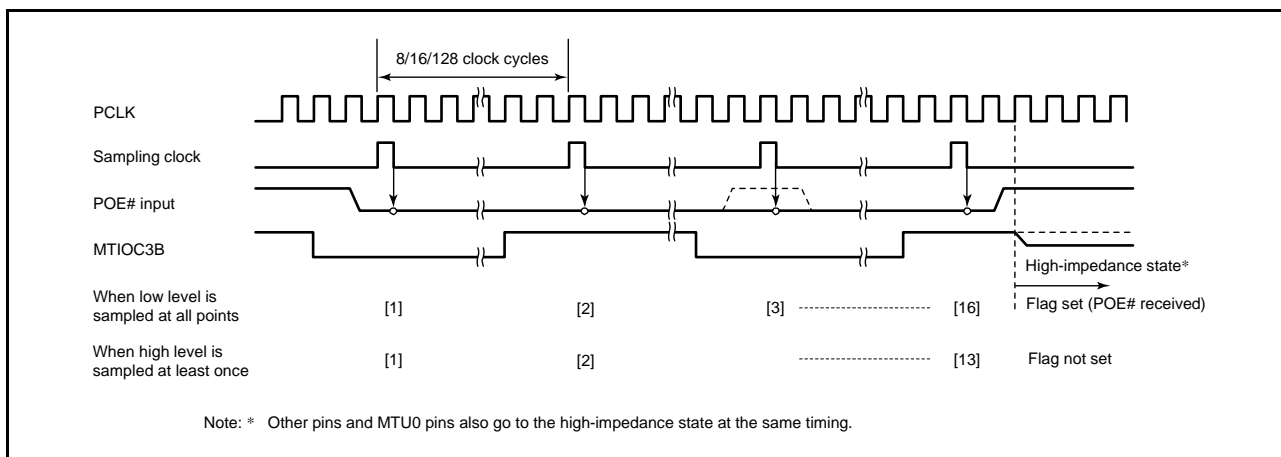 8/16/128 clock cycles
PCLK
Sampling clock
POE# input
MTIOC3B
High-impedance state*
When low level is
sampled at all points
[1] [2] [3] [16]
Flag set (POE# received)
When high level is
sampled at least once
[1] [2] [13]
Flag not set
Note: * Other pins and MTU0 pins also go to the high-impedance state at the same timing.